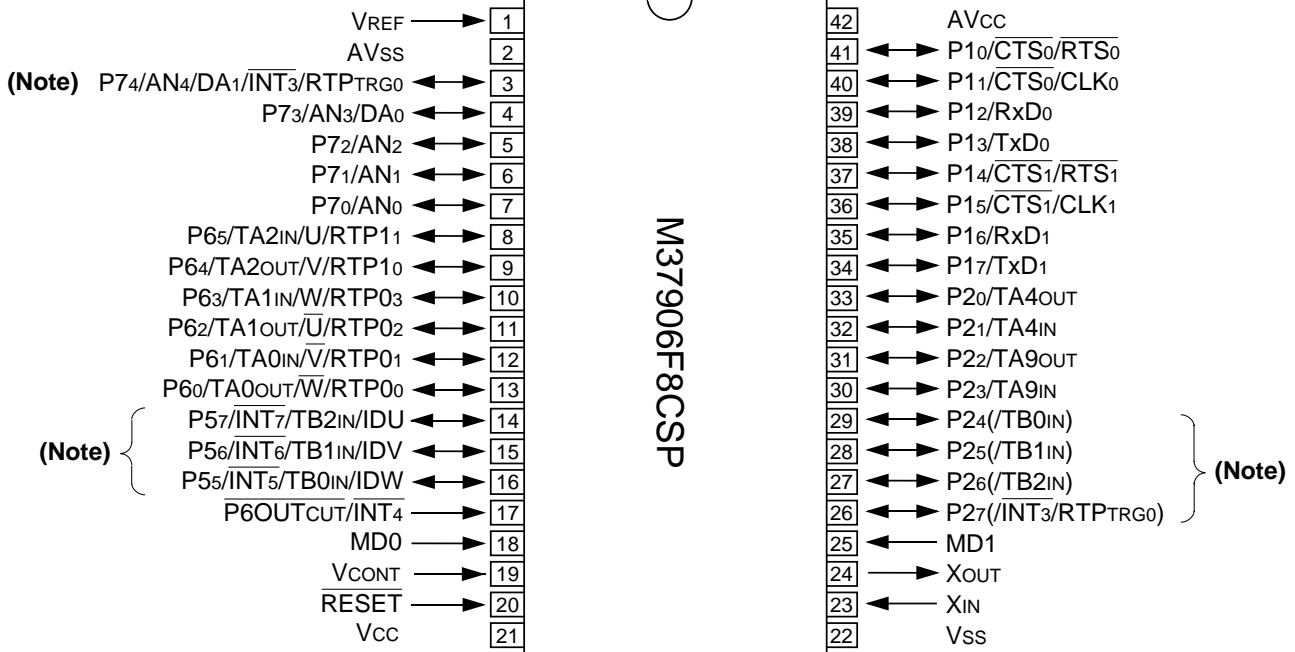 VREF 1
AVSS 2
(Note) P74/AN4/DA1/INT3/RTPTRG0 3
P73/AN3/DA0 4
P72/AN2 5
P71/AN1 6
P70/AN0 7
P65/TA2IN/U/RTP11 8
P64/TA2OUT/V/RTP10 9
P63/TA1IN/W/RTP03 10
P62/TA1OUT/U/RTP02 11
P61/TA0IN/V/RTP01 12
P60/TA0OUT/W/RTP00 13
P57/INT7/TB2IN/IDU 14
(Note) P56/INT6/TB1IN/IDV 15
P55/INT5/TB0IN/IDW 16
P6OUTCUT/INT4 17
MD0 18
VCONT 19
RESET 20
VCC 21
M37906F8CSP
42 AVCC
41 P10/CTS0/RTS0
40 P11/CTS0/CLK0
39 P12/RxD0
38 P13/TxD0
37 P14/CTS1/RTS1
36 P15/CTS1/CLK1
35 P16/RxD1
34 P17/TxD1
33 P20/TA4OUT
32 P21/TA4IN
31 P22/TA9OUT
30 P23/TA9IN
29 P24(/TB0IN)
28 P25(/TB1IN)
27 P26(/TB2IN)
(Note)
26 P27(/INT3/RTPTRG0)
25 MD1
24 XOUT
23 XIN
22 VSS